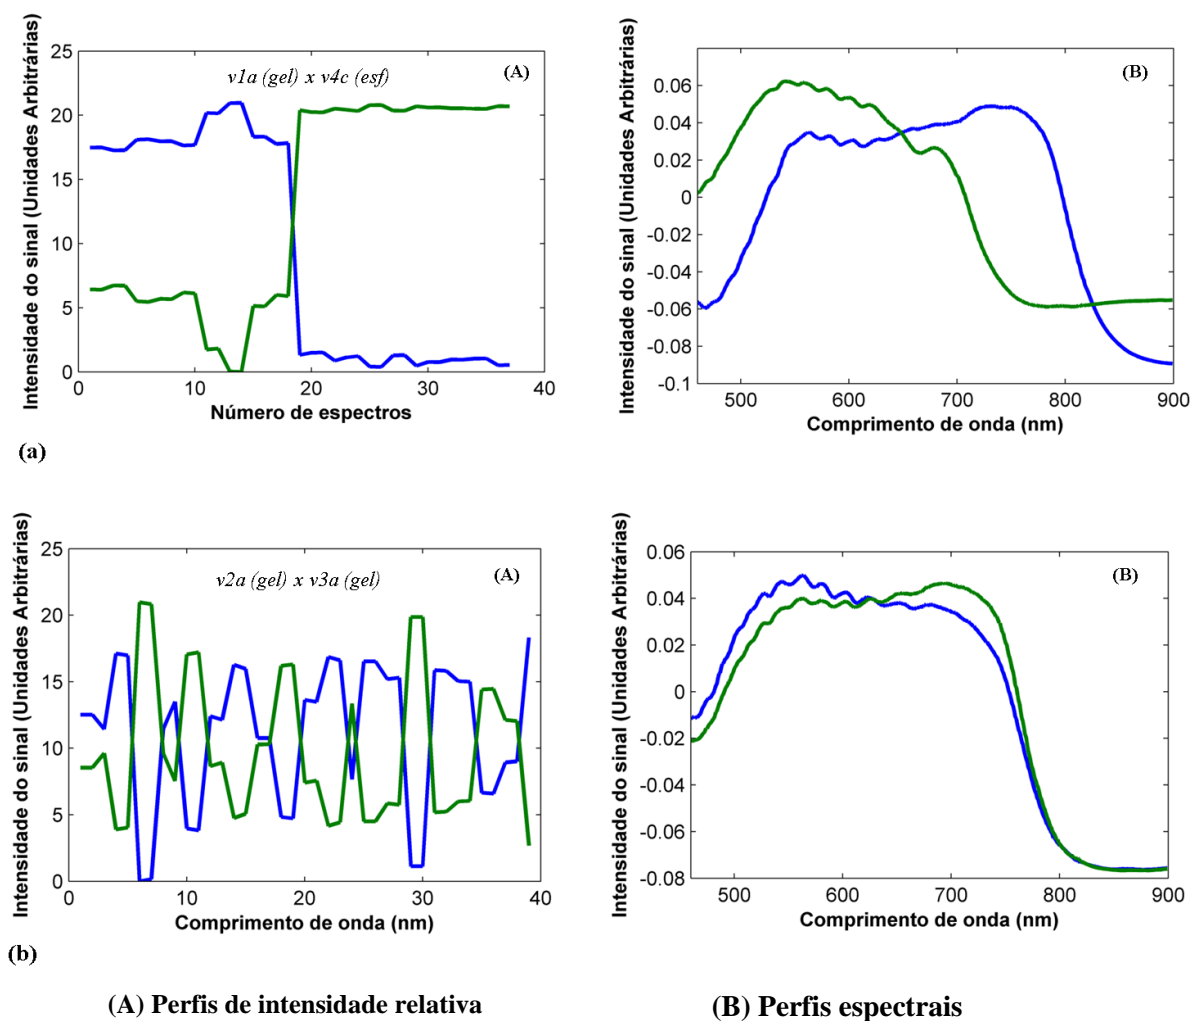 Intensidade do sinal (Unidades Arbitrárias)
25
20
15
10
5
0
v1a (gel) x v4c (esf)
(A)
0
10
20
30
40
Número de espectros
Intensidade do sinal (Unidades Arbitrárias)
0.06
0.04
0.02
0
-0.02
-0.04
-0.06
-0.08
-0.1
(B)
500
600
700
800
900
Comprimento de onda (nm)
(a)
Intensidade do sinal (Unidades Arbitrárias)
25
20
15
10
5
0
v2a (gel) x v3a (gel)
(A)
0
10
20
30
40
Comprimento de onda (nm)
Intensidade do sinal (Unidades Arbitrárias)
0.06
0.04
0.02
0
-0.02
-0.04
-0.06
-0.08
(B)
500
600
700
800
900
Comprimento de onda (nm)
(b)
(A) Perfis de intensidade relativa
(B) Perfis espectrais